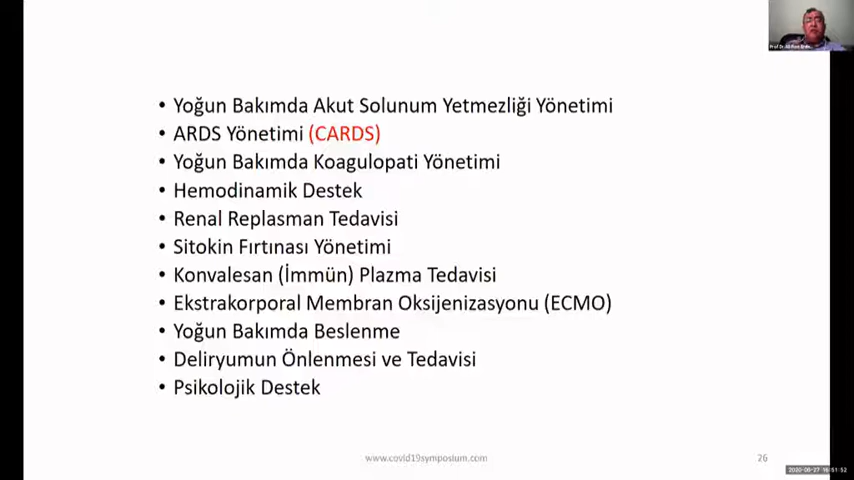 • Yoğun Bakımda Akut Solunum Yetmezliği Yönetimi
• ARDS Yönetimi (CARDS)
• Yoğun Bakımda Koagulopati Yönetimi
• Hemodinamik Destek
• Renal Replasman Tedavisi
• Sitokin Fırtınası Yönetimi
• Konvalesan (İmmün) Plazma Tedavisi
• Ekstrakorporal Membran Oksijenizasyonu (ECMO)
• Yoğun Bakımda Beslenme
• Deliryumun Önlenmesi ve Tedavisi
• Psikolojik Destek
www.covid19symposium.com
26